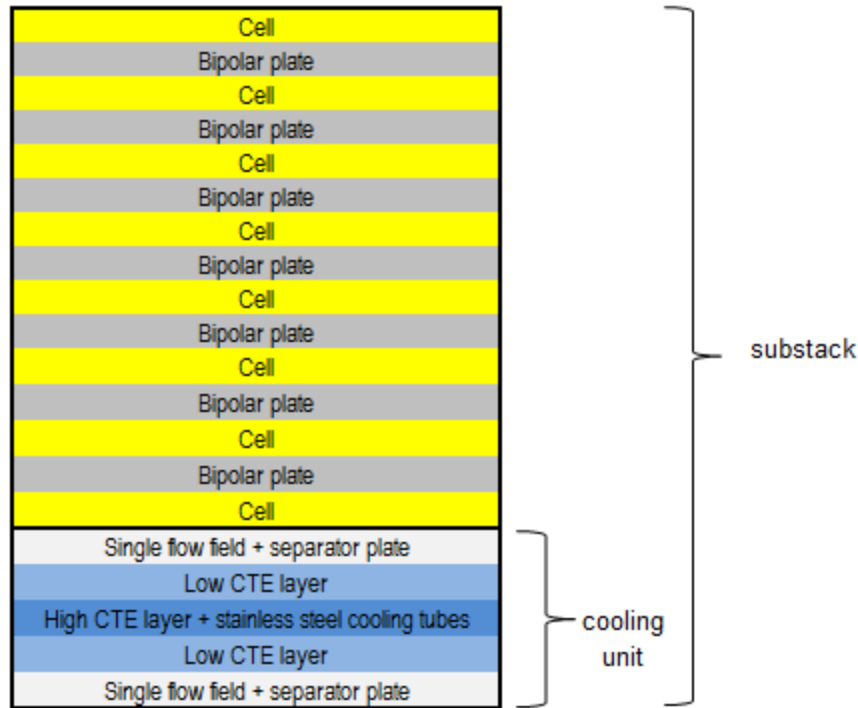 Cell
Bipolar plate
Cell
Bipolar plate
Cell
Bipolar plate
Cell
Bipolar plate
Cell
Bipolar plate
Cell
Bipolar plate
Cell
Bipolar plate
Cell
Single flow field + separator plate
Low CTE layer
High CTE layer + stainless steel cooling tubes
Low CTE layer
Single flow field + separator plate
substack
cooling
unit